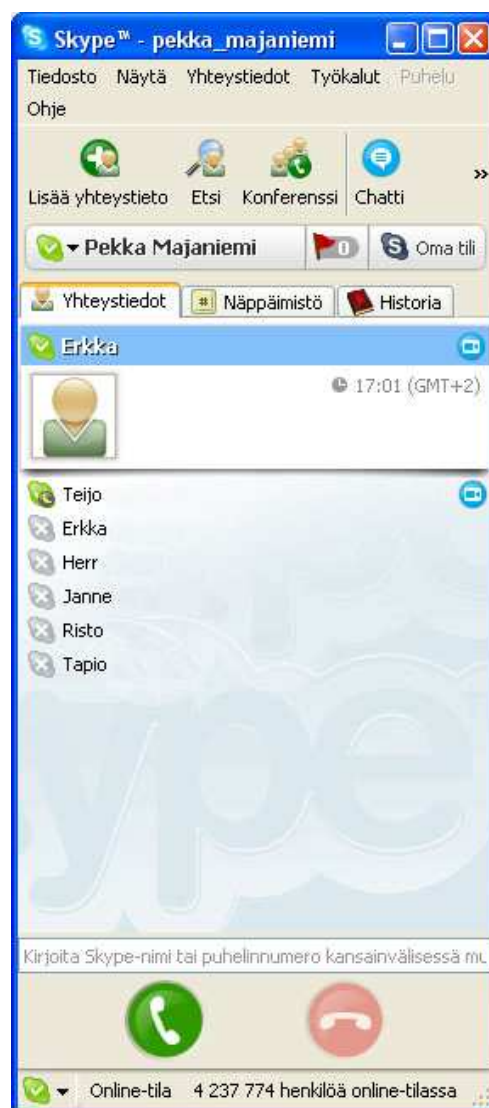 Skype™ - pekka_majaniemi
Tiedosto Näytä Yhteystiedot Työkalut Puhelu
Ohje
Lisää yhteystieto Etsi Konferenssi Chatti »
Pekka Majaniemi 0 Oma tili
Yhteystiedot # Näppäimistö Historia
Erkka
17:01 (GMT+2)
Teijo
Erkka
Herr
Janne
Risto
Tapio
Kirjoita Skype-nimi tai puhelinnumero kansainvälisessä mu
Online-tila 4 237 774 henkilöä online-tilassa